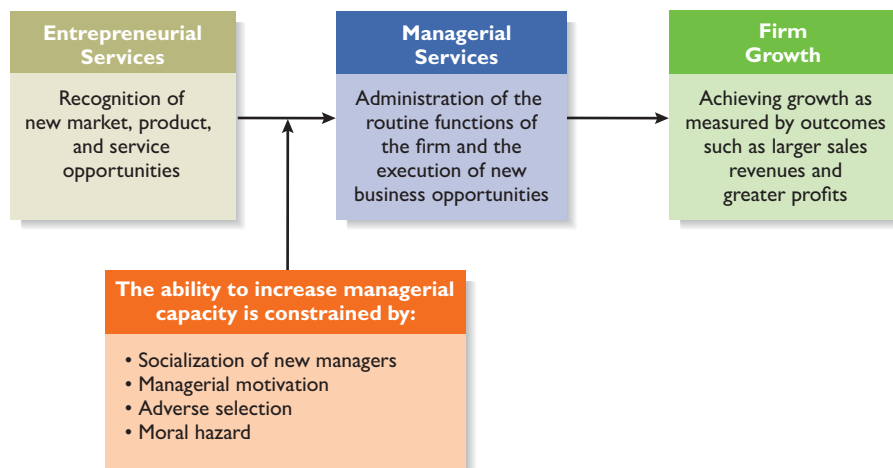 Entrepreneurial
Services
Recognition of
new market, product,
and service
opportunities
Managerial
Services
Administration of the
routine functions of
the firm and the
execution of new
business opportunities
Firm
Growth
Achieving growth as
measured by outcomes
such as larger sales
revenues and
greater profits
The ability to increase managerial
capacity is constrained by:
• Socialization of new managers
• Managerial motivation
• Adverse selection
• Moral hazard